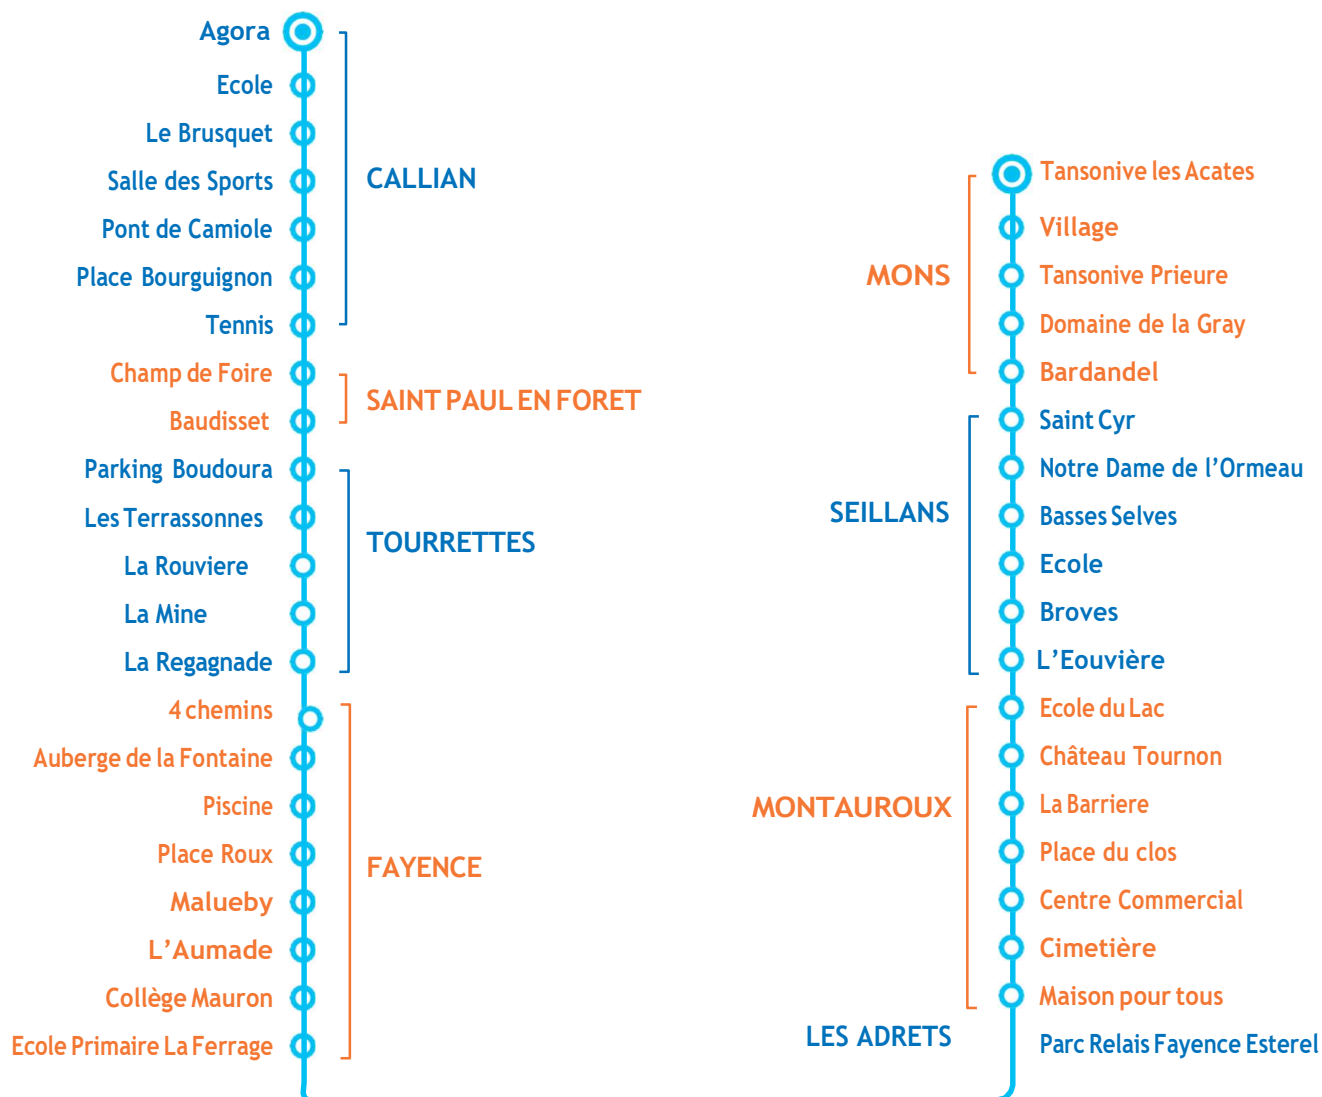 Agora
Ecole
Le Brusquet
Salle des Sports
CALLIAN
Pont de Camiole
Place Bourguignon
Tennis
Champ de Foire
SAINT PAUL EN FORET
Baudisset
Parking Boudoura
Les Terrassonnes
TOURRETTES
La Rouviere
La Mine
La Regagnade
4 chemins
Auberge de la Fontaine
Piscine
Place Roux
FAYENCE
Malueby
L'Aumade
Collège Mauron
Ecole Primaire La Ferrage
Tansonive les Acates
Village
MONS
Tansonive Prieure
Domaine de la Gray
Bardandel
Saint Cyr
Notre Dame de l’Ormeau
SEILLANS
Basses Selves
Ecole
Broves
L’Eouvière
Ecole du Lac
Château Tournon
MONTAUROUX
La Barriere
Place du clos
Centre Commercial
Cimetière
Maison pour tous
LES ADRETS
Parc Relais Fayence Esterel